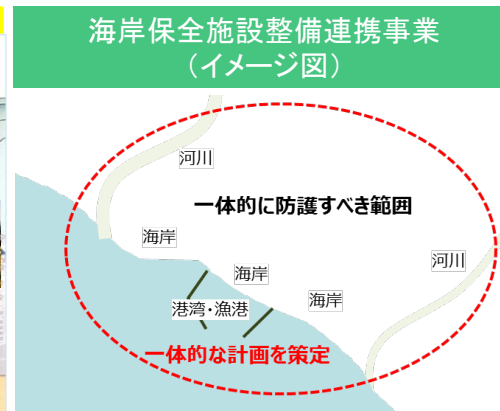 海岸保全施設整備連携事業
（イメージ図）
河川
一体的に防護すべき範囲
海岸
河川
海岸
港湾・漁港
海岸
一体的な計画を策定